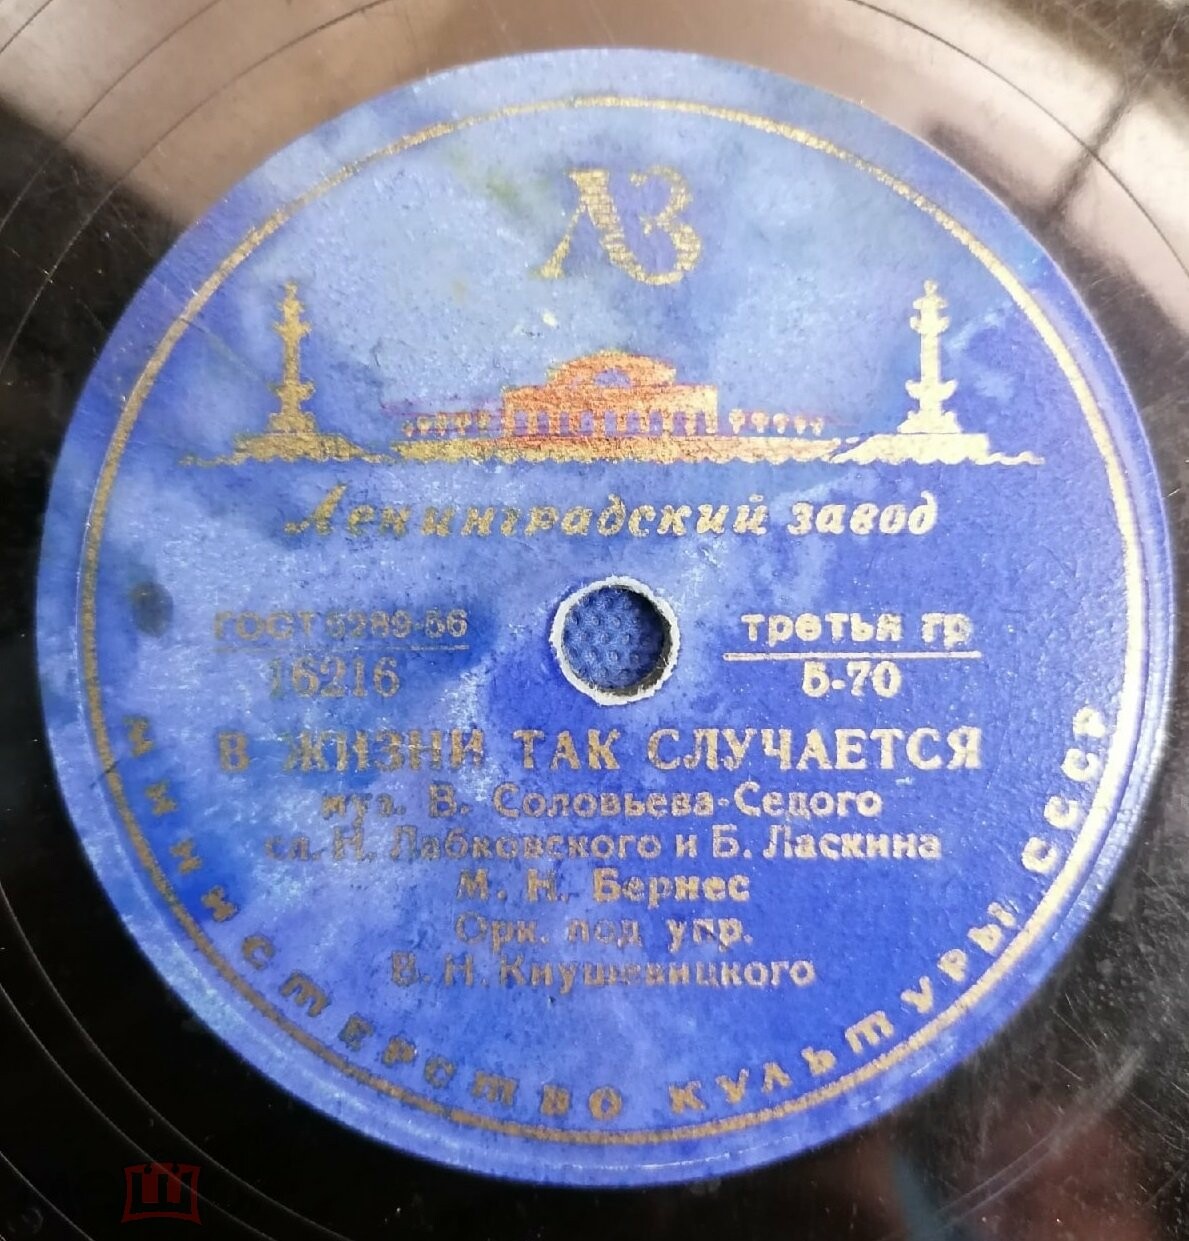 ЛЗ
Ленинградский завод
ГОСТ 5289-56
16216
третья гр
5-70
В ЖИЗНИ ТАК СЛУЧАЕТСЯ
муз. В. Соловьева-Седого
сл. Н. Лабковского и Б. Ласкина
М. Н. Бернес
Орк. под упр.
В. Н. Кнушевицкого
МИНИСТЕРСТВО КУЛЬТУРЫ СССР